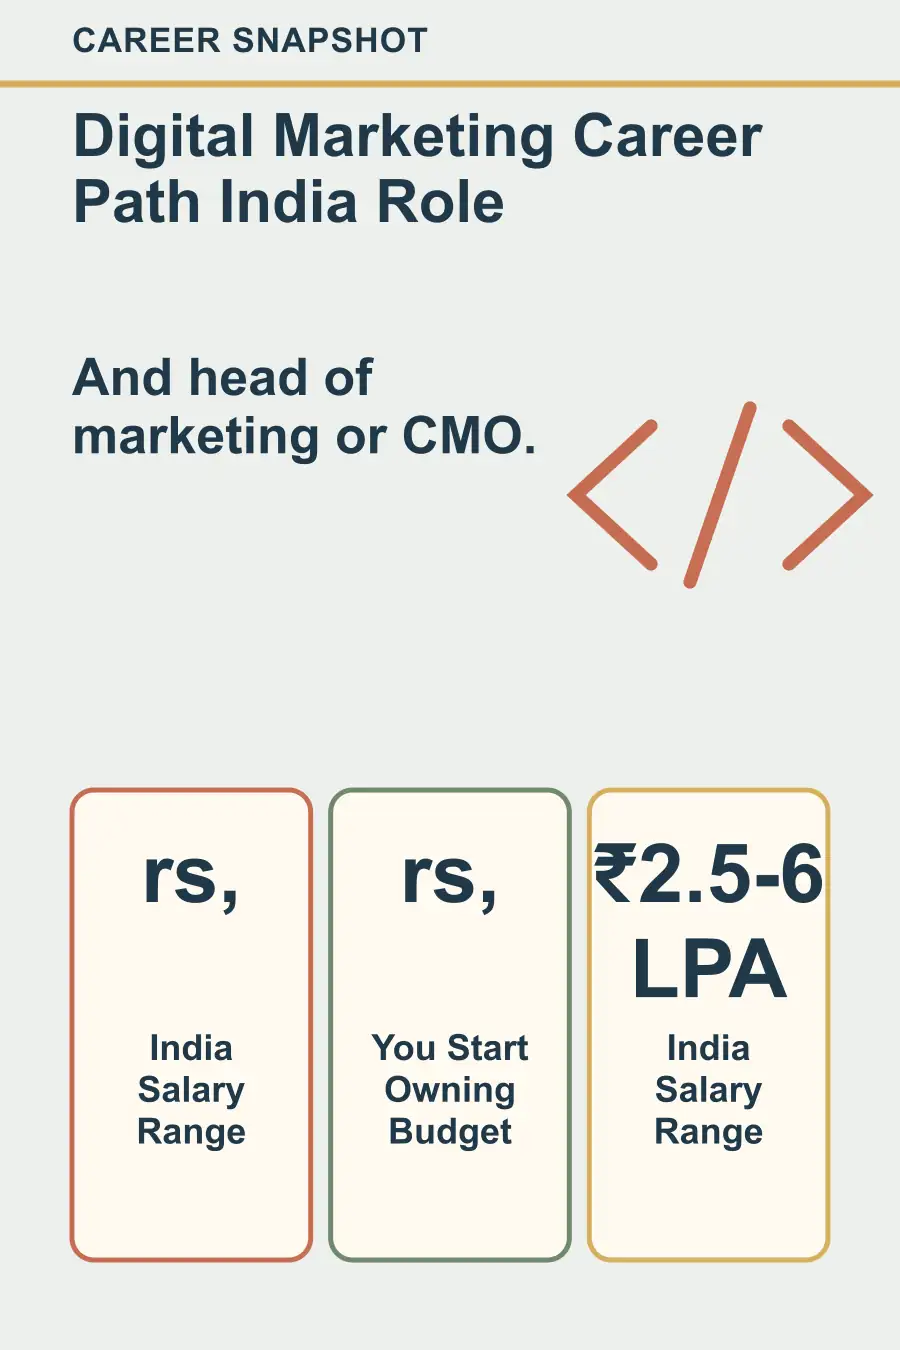 CAREER SNAPSHOT
Digital Marketing Career
Path India Role
And head of
marketing or CMO.
rs,
India
Salary
Range
rs,
You Start
Owning
Budget
₹2.5-6
LPA
India
Salary
Range